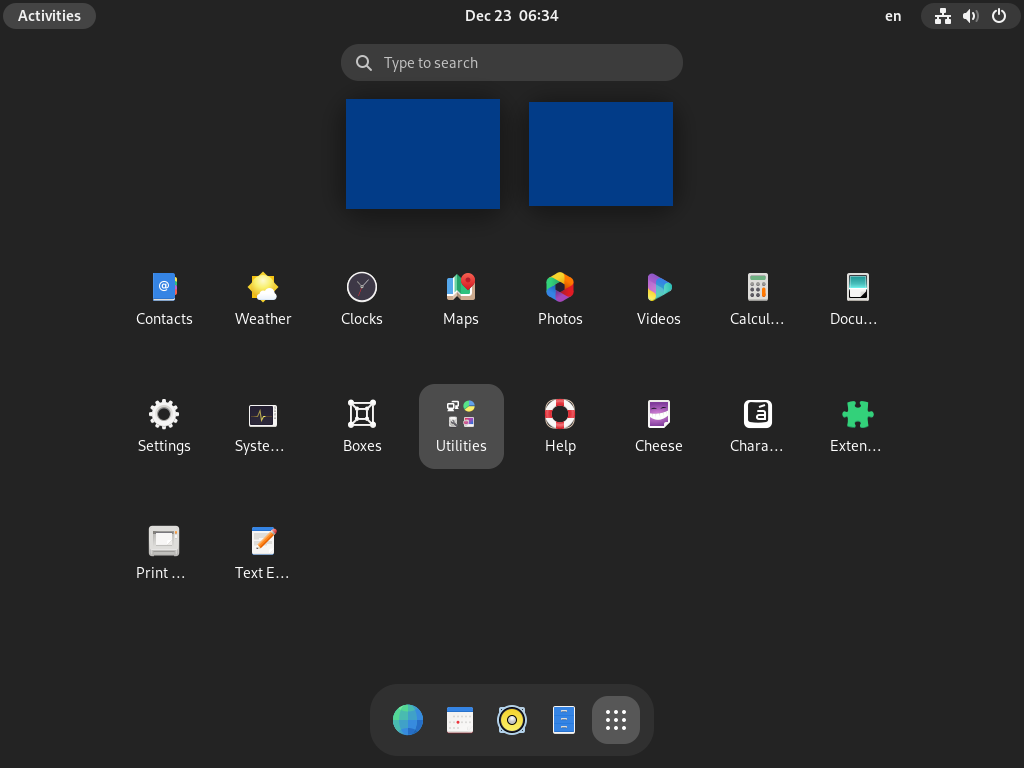 Activities
Dec 23 06:34
en
Type to search
Contacts
Weather
Clocks
Maps
Photos
Videos
Calcul...
Docu...
Settings
Syste...
Boxes
Utilities
Help
Cheese
Chara...
Exten...
Print ...
Text E...